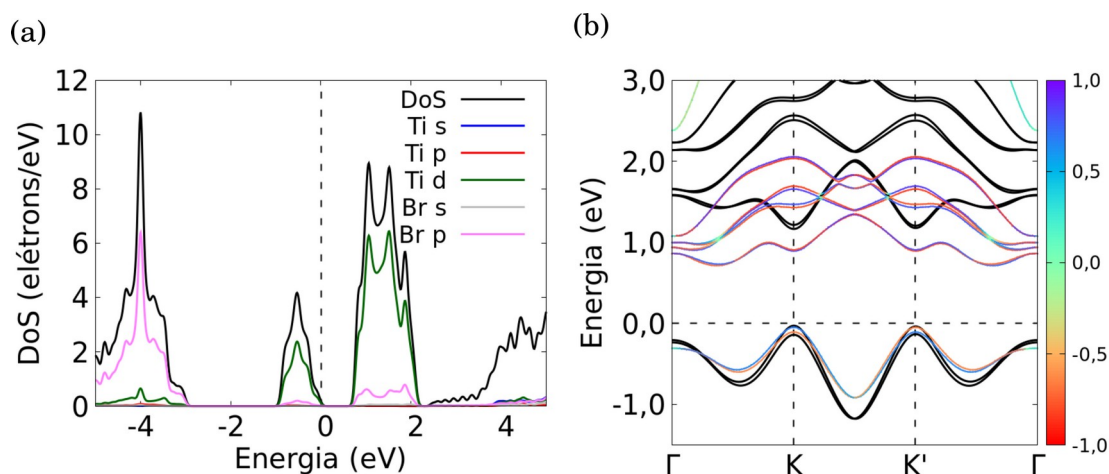 (a)
12
10
8
6
4
2
0
DoS (elétrons/eV)
-4
-2
0
2
4
Energia (eV)
DoS
Ti s
Ti p
Ti d
Br s
Br p
(b)
3,0
2,0
1,0
0,0
-1,0
Energia (eV)
Γ
K
K'
Γ
1,0
0,5
0,0
-0,5
-1,0